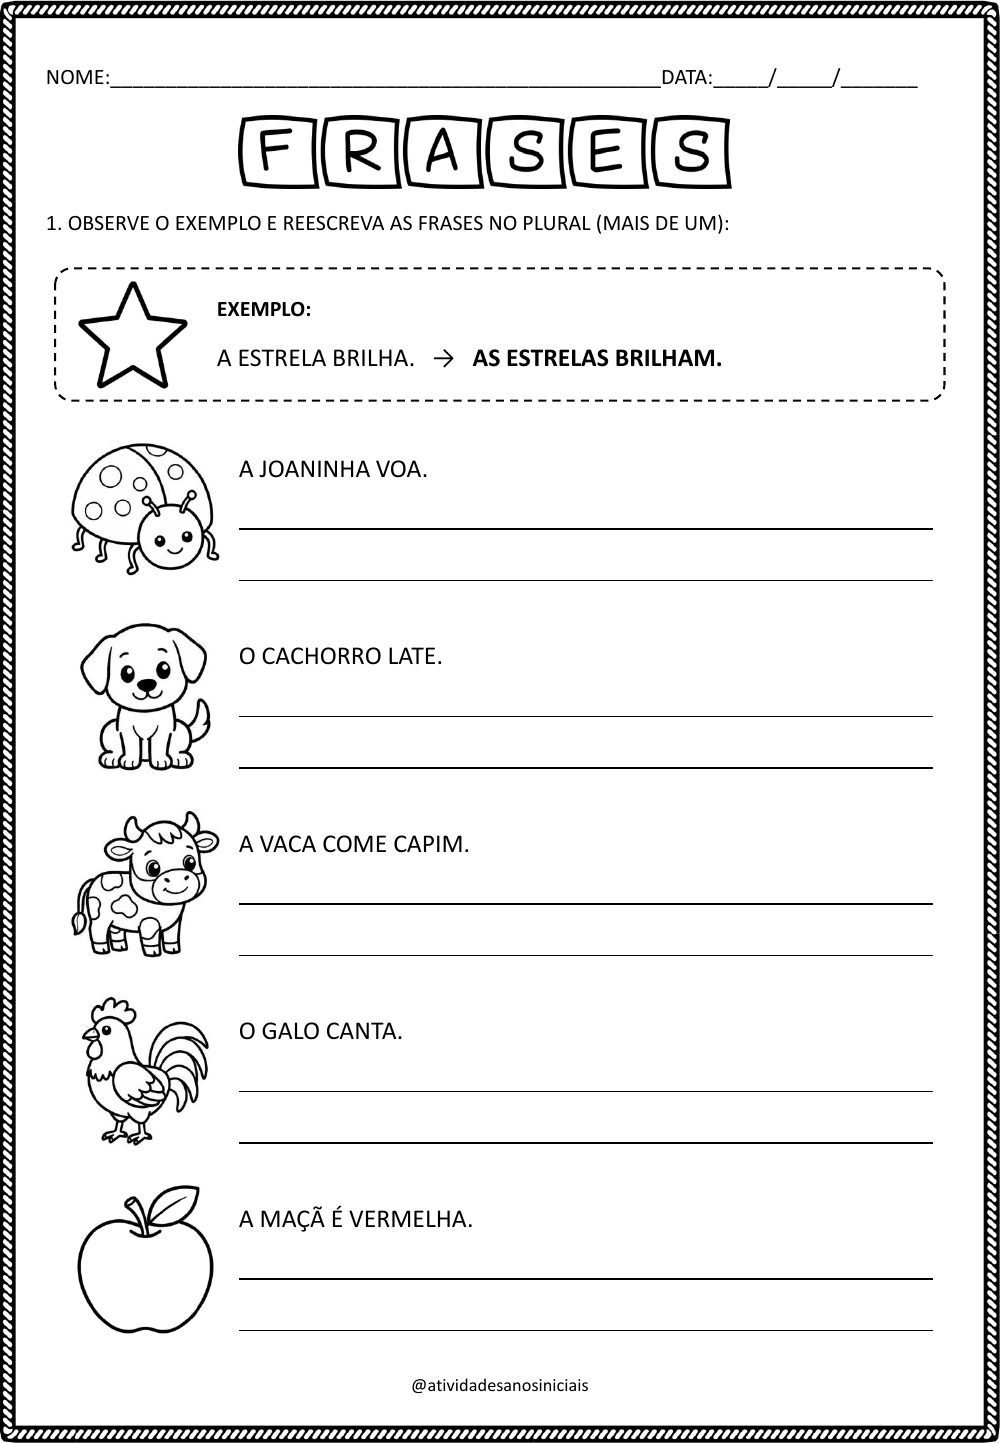 NOME:__________________________________________________DATA:_____/_____/_______
FRASES
1. OBSERVE O EXEMPLO E REESCREVA AS FRASES NO PLURAL (MAIS DE UM):
EXEMPLO:
A ESTRELA BRILHA. → AS ESTRELAS BRILHAM.
A JOANINHA VOA.
O CACHORRO LATE.
A VACA COME CAPIM.
O GALO CANTA.
A MAÇÃ É VERMELHA.
@atividadesanosiniciais